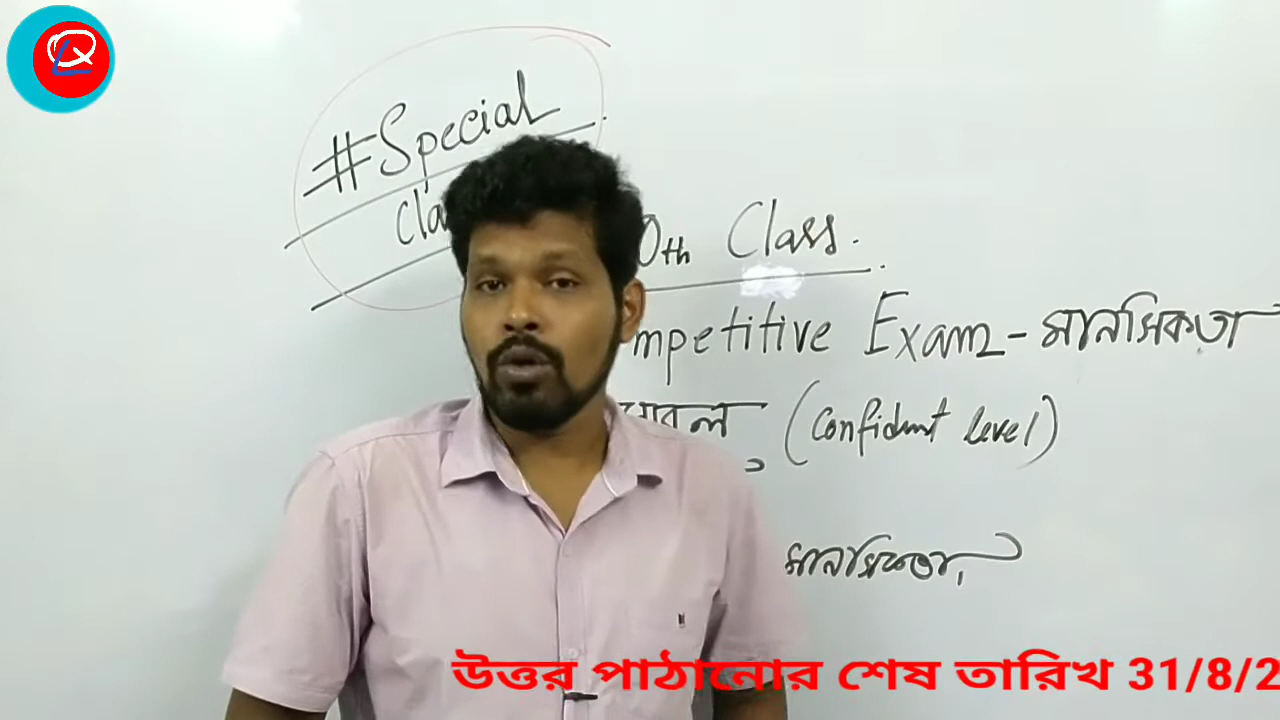 #Special
Cla
0th Class.
mpetitive Exam - মানসিকতা
(Confident level)
মানসিকতা,
উত্তর পাঠানোর শেষ তারিখ 31/8/2